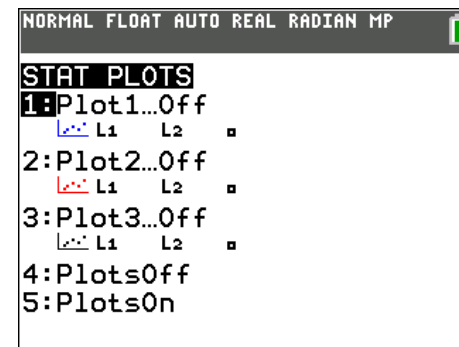 NORMAL FLOAT AUTO REAL RADIAN MP
STAT PLOTS
1:Plot1…Off
L1 L2
2:Plot2…Off
L1 L2
3:Plot3…Off
L1 L2
4:PlotsOff
5:PlotsOn